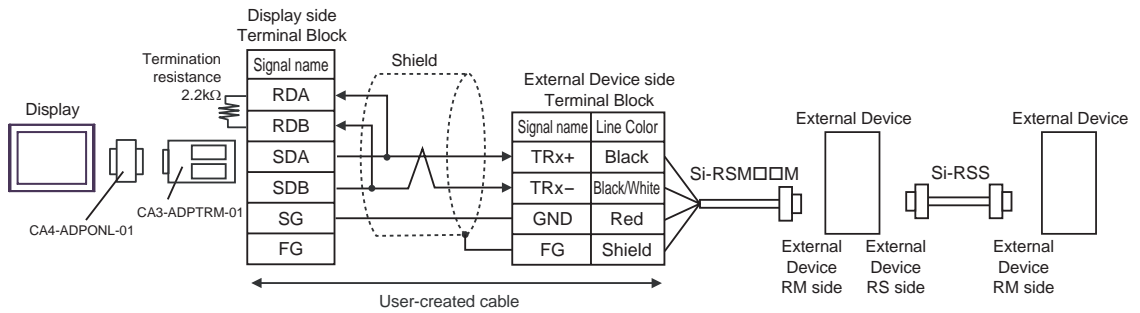 Display side
Terminal Block
Termination
resistance
2.2kΩ
Shield
External Device side
Terminal Block
Display
Signal name
RDA
RDB
SDA
SDB
SG
FG
Signal name Line Color
TRx+ Black
TRx− Black/White
GND Red
FG Shield
CA4-ADPONL-01
CA3-ADPTRM-01
Si-RSM□□M
External Device
Si-RSS
External Device
External
Device
RM side
External
Device
RS side
External
Device
RM side
User-created cable